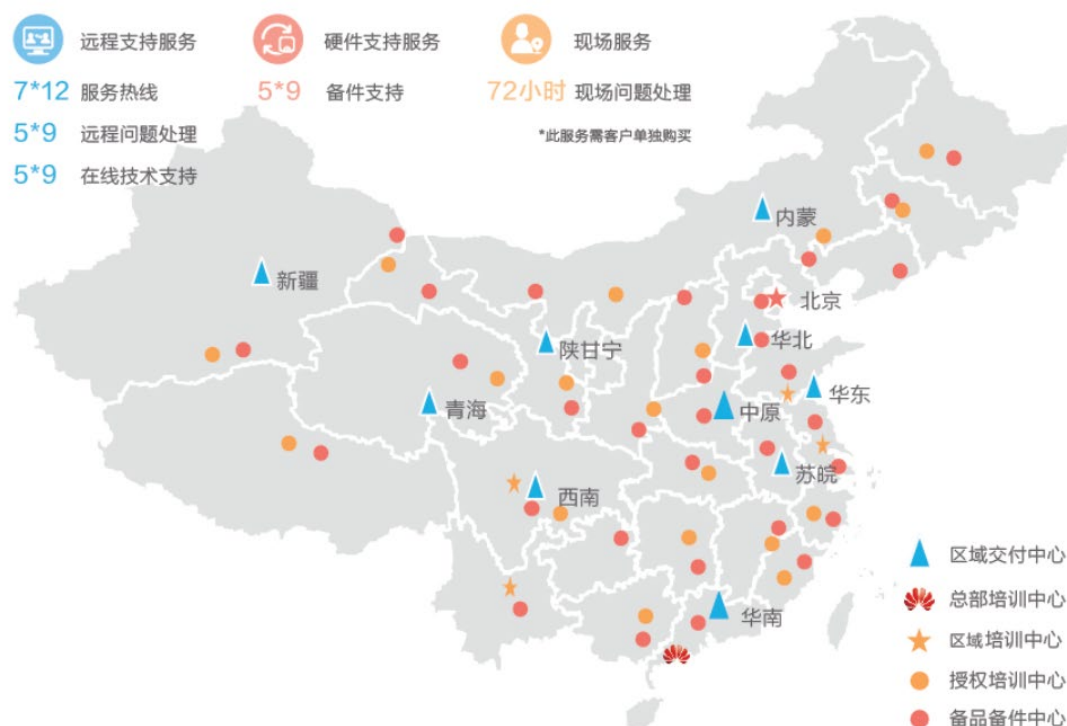 远程支持服务
硬件支持服务
现场服务
7*12 服务热线
5*9 备件支持
72小时 现场问题处理
5*9 远程问题处理
*此服务需客户单独购买
5*9 在线技术支持
内蒙
新疆
北京
华北
陕甘宁
华东
青海
中原
苏皖
西南
华南
区域交付中心
总部培训中心
区域培训中心
授权培训中心
备品备件中心